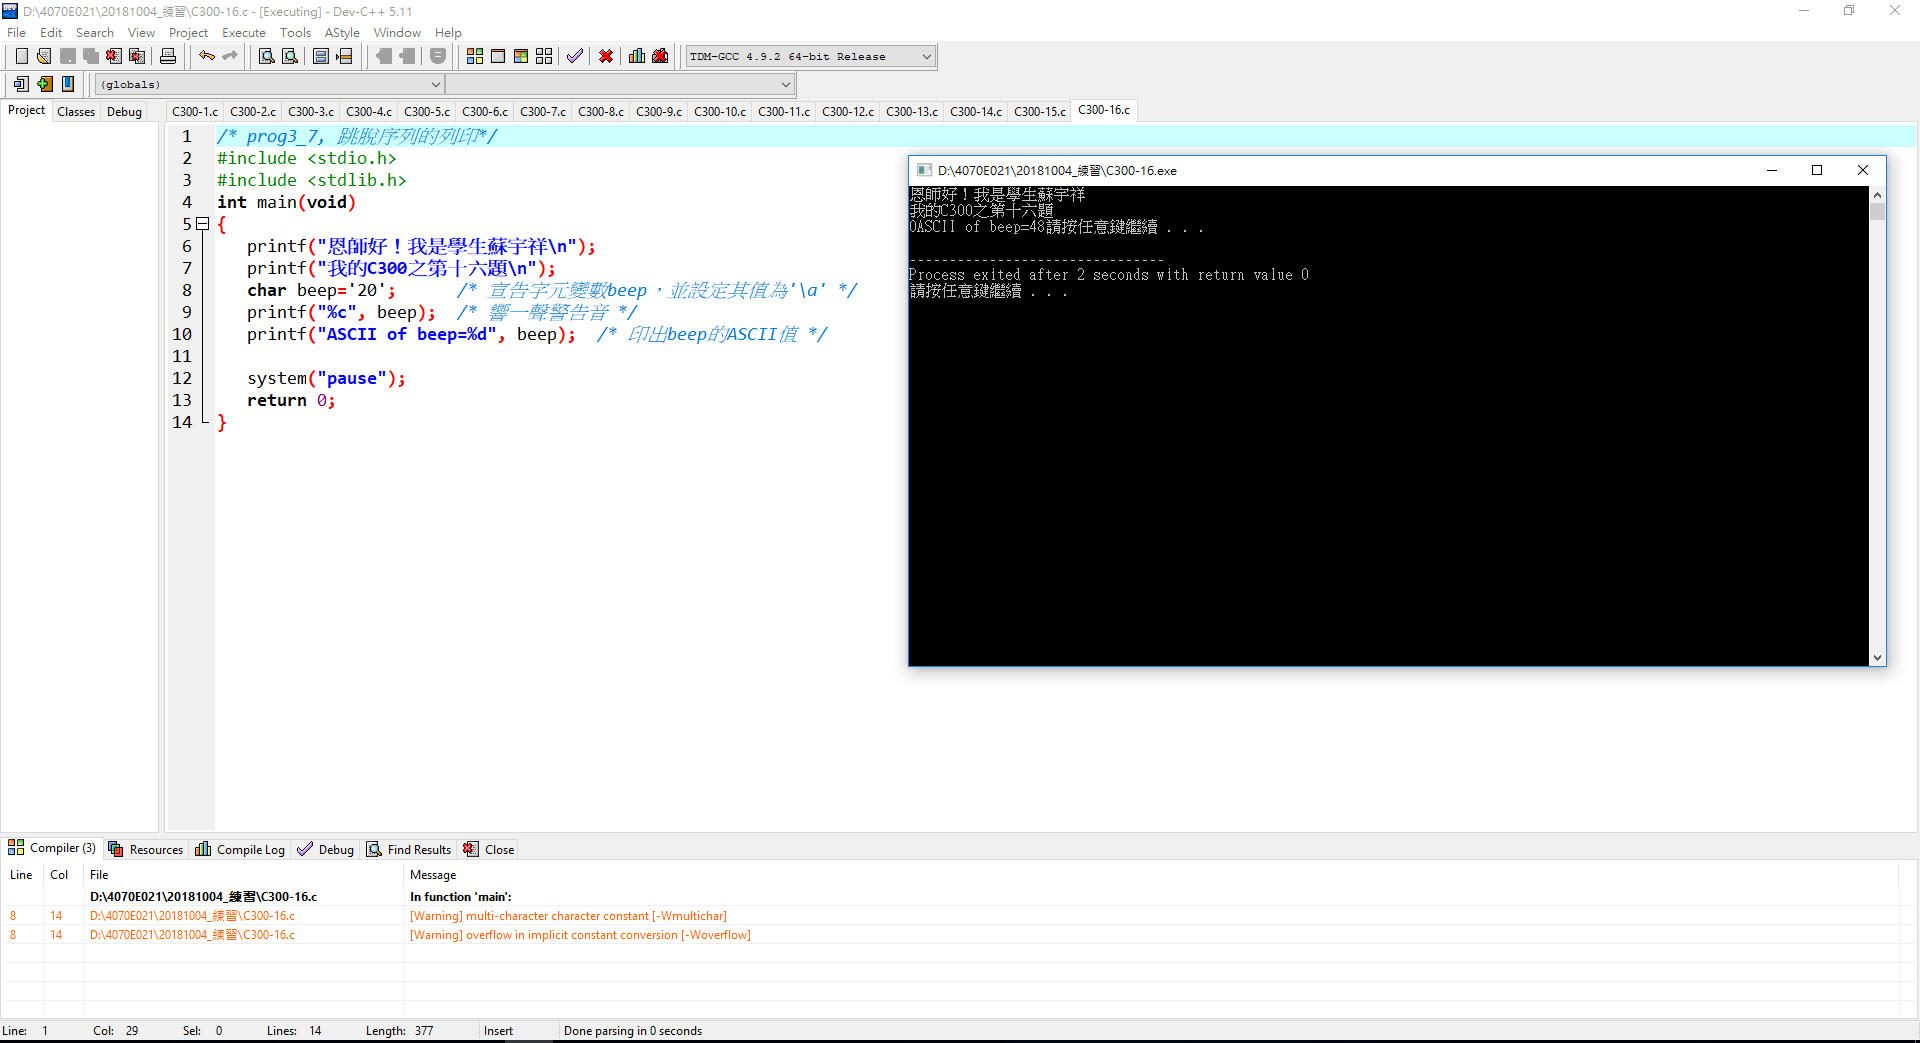 D:\4070E021\20181004_練習\C300-16.c - [Executing] - Dev-C++ 5.11
File Edit Search View Project Execute Tools AStyle Window Help
TDM-GCC 4.9.2 64-bit Release
(globals)
Project Classes Debug
C300-1.c C300-2.c C300-3.c C300-4.c C300-5.c C300-6.c C300-7.c C300-8.c C300-9.c C300-10.c C300-11.c C300-12.c C300-13.c C300-14.c C300-15.c C300-16.c
1 /* prog3_7, 跳脫序列的列印*/
2 #include <stdio.h>
3 #include <stdlib.h>
4 int main(void)
5 {
6 printf("恩師好！我是學生蘇宇祥\n");
7 printf("我的C300之第十六題\n");
8 char beep='20'; /* 宣告字元變數beep，並設定其值為'\a' */
9 printf("%c", beep); /* 響一聲警告音 */
10 printf("ASCII of beep=%d", beep); /* 印出beep的ASCII值 */
11
12 system("pause");
13 return 0;
14 }
D:\4070E021\20181004_練習\C300-16.exe
恩師好！我是學生蘇宇祥
我的C300之第十六題
0ASCII of beep=48請按任意鍵繼續 . . .
--------------------------------
Process exited after 2 seconds with return value 0
請按任意鍵繼續 . . .
Compiler (3) Resources Compile Log Debug Find Results Close
Line Col File Message
D:\4070E021\20181004_練習\C300-16.c In function 'main':
8 14 D:\4070E021\20181004_練習\C300-16.c [Warning] multi-character character constant [-Wmultichar]
8 14 D:\4070E021\20181004_練習\C300-16.c [Warning] overflow in implicit constant conversion [-Woverflow]
Line: 1 Col: 29 Sel: 0 Lines: 14 Length: 377 Insert Done parsing in 0 seconds